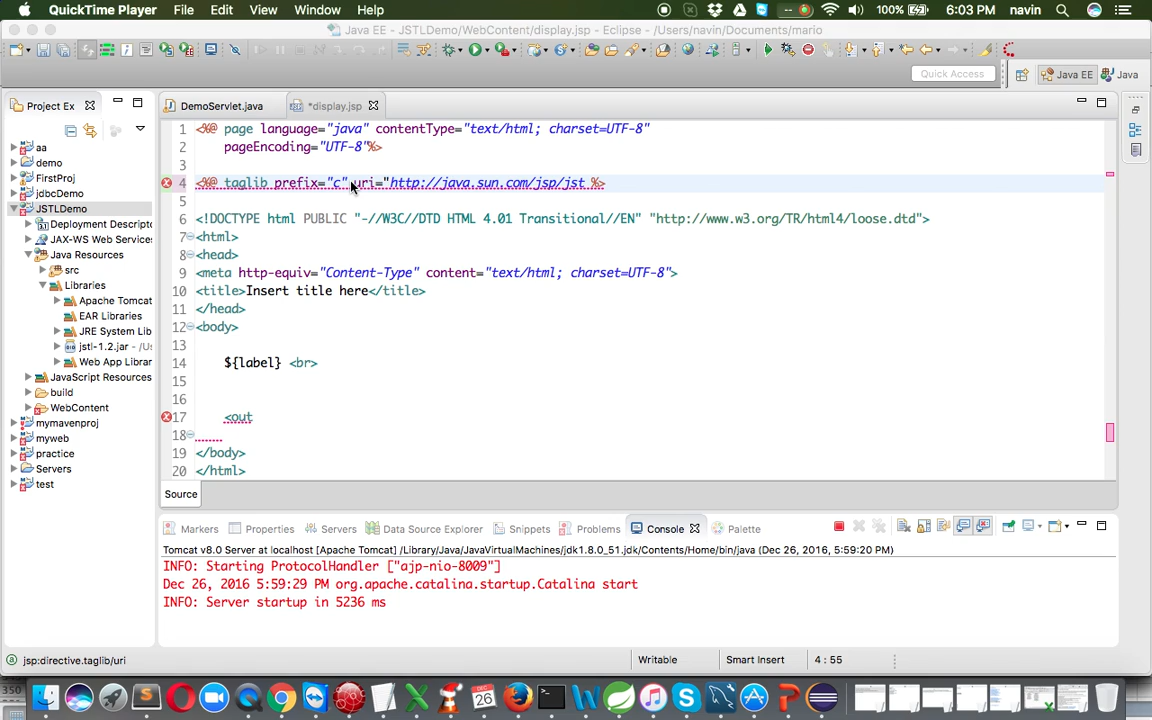 QuickTime Player File Edit View Window Help 100% Mon 6:03 PM navin
Java EE - JSTLDemo/WebContent/display.jsp - Eclipse - /Users/navin/Documents/mario
Quick Access
Java EE
Java
Project Ex
DemoServlet.java
*display.jsp
aa
demo
FirstProj
jdbcDemo
JSTLDemo
Deployment Descripto
JAX-WS Web Services
Java Resources
src
Libraries
Apache Tomcat
EAR Libraries
JRE System Lib
jstl-1.2.jar - /Us
Web App Librar
JavaScript Resources
build
WebContent
mymavenproj
myweb
practice
Servers
test
1 <%@ page language="java" contentType="text/html; charset=UTF-8"
2 pageEncoding="UTF-8"%>
3
4 <%@ taglib prefix="c" uri="http://java.sun.com/jsp/jst %>
5
6 <!DOCTYPE html PUBLIC "-//W3C//DTD HTML 4.01 Transitional//EN" "http://www.w3.org/TR/html4/loose.dtd">
7 <html>
8 <head>
9 <meta http-equiv="Content-Type" content="text/html; charset=UTF-8">
10 <title>Insert title here</title>
11 </head>
12 <body>
13
14 ${label} <br>
15
16
17 <out
18
19 </body>
20 </html>
Source
Markers
Properties
Servers
Data Source Explorer
Snippets
Problems
Console
Palette
Tomcat v8.0 Server at localhost [Apache Tomcat] /Library/Java/JavaVirtualMachines/jdk1.8.0_51.jdk/Contents/Home/bin/java (Dec 26, 2016, 5:59:20 PM)
INFO: Starting ProtocolHandler ["ajp-nio-8009"]
Dec 26, 2016 5:59:29 PM org.apache.catalina.startup.Catalina start
INFO: Server startup in 5236 ms
jsp:directive.taglib/uri
Writable
Smart Insert
4 : 55
350
DEC
26